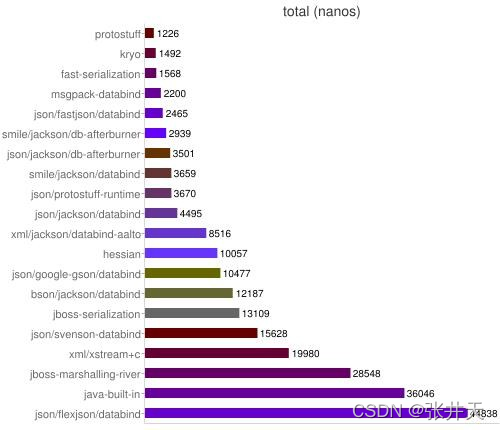 total (nanos)
protostuff 1226
kryo 1492
fast-serialization 1568
msgpack-databind 2200
json/fastjson/databind 2465
smile/jackson/db-afterburner 2939
json/jackson/db-afterburner 3501
smile/jackson/databind 3659
json/protostuff-runtime 3670
json/jackson/databind 4495
xml/jackson/databind-aalto 8516
hessian 10057
json/google-gson/databind 10477
bson/jackson/databind 12187
jboss-serialization 13109
json/svenson-databind 15628
xml/xstream+c 19980
jboss-marshalling-river 28548
java-built-in 36046
json/flexjson/databind 44838
CSDN @张井天